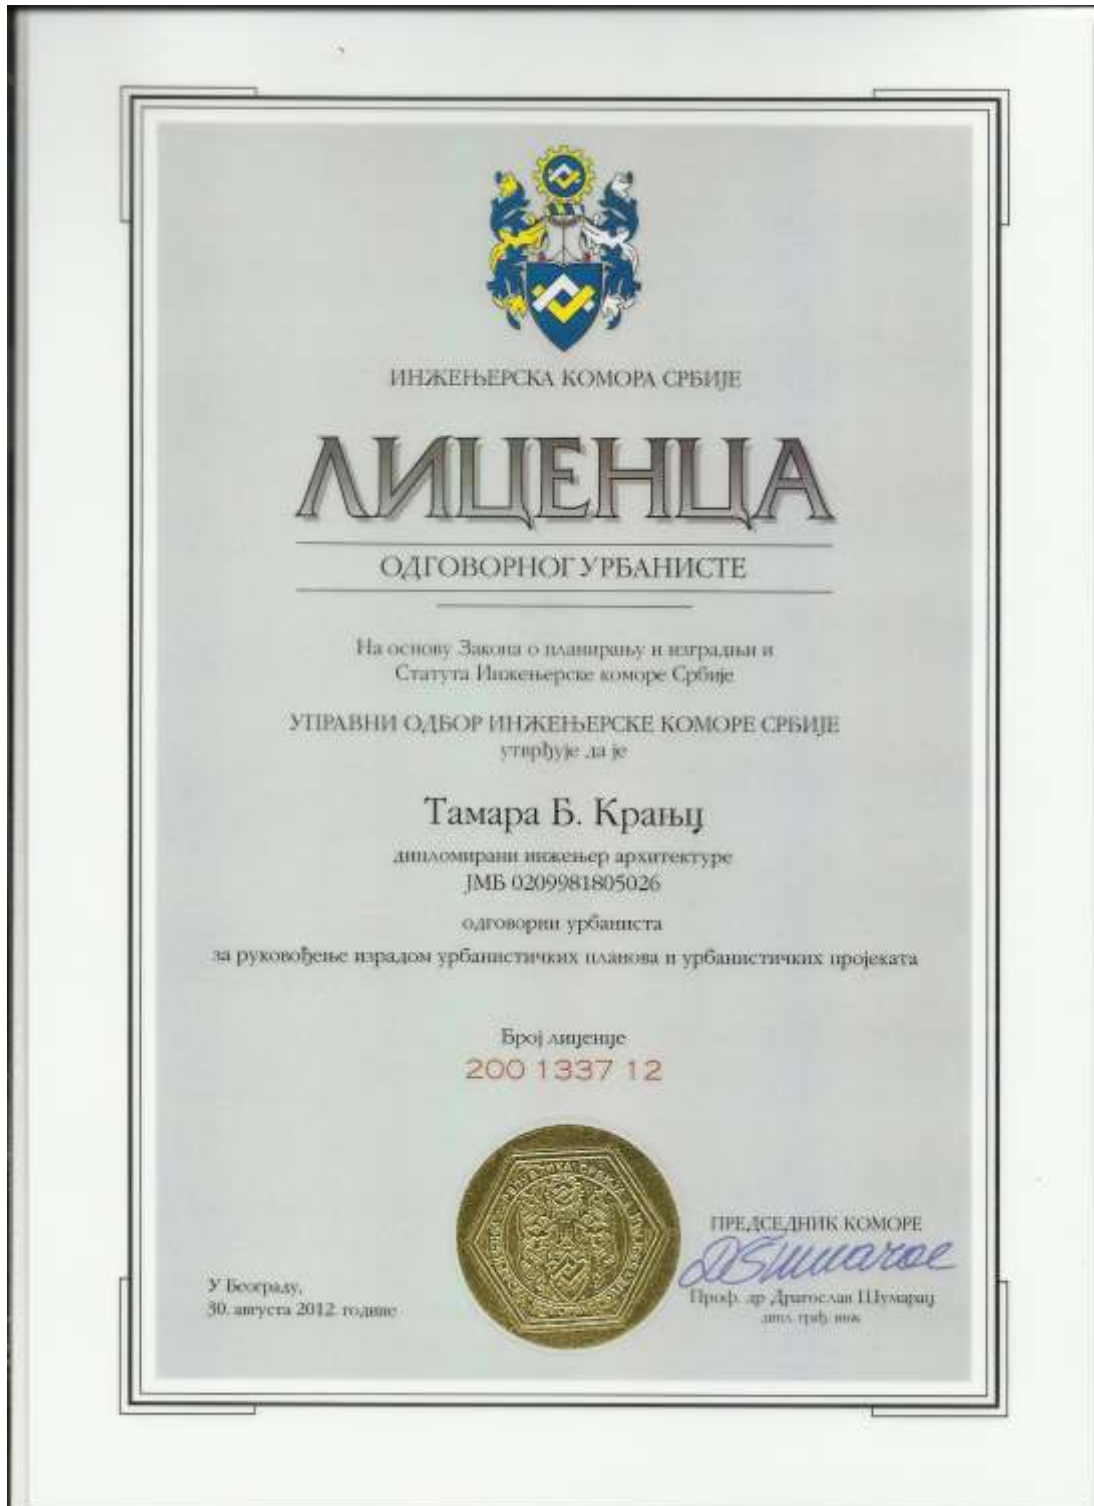 ИНЖЕЊЕРСКА КОМОРА СРБИЈЕ
ЛИЦЕНЦА
ОДГОВОРНОГ УРБАНИСТЕ
На основу Закона о планирању и изградњи и
Статута Инжењерске коморе Србије
УПРАВНИ ОДБОР ИНЖЕЊЕРСКЕ КОМОРЕ СРБИЈЕ
утврђује да је
Тамара Б. Крањц
дипломирани инжењер архитектуре
ЈМБ 0209981805026
одговорни урбаниста
за руковођење израдом урбанистичких планова и урбанистичких пројеката
Број лиценце
200 1337 12
У Београду,
30. августа 2012. године
ПРЕДСЕДНИК КОМОРЕ
Проф. др Драгослав Шумарац
дипл. грађ. инж.